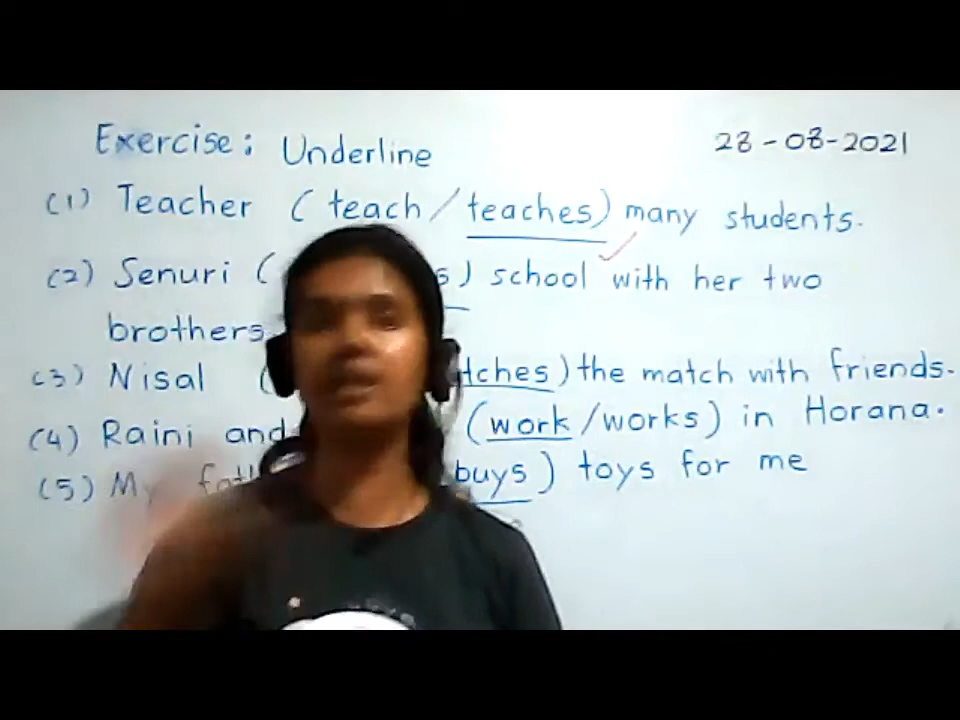 Exercise: Underline 28-08-2021
(1) Teacher (teach/teaches) many students.
(2) Senuri ( s) school with her two
brothers
(3) Nisal ( tches) the match with friends.
(4) Raini and (work/works) in Horana.
(5) My buys) toys for me